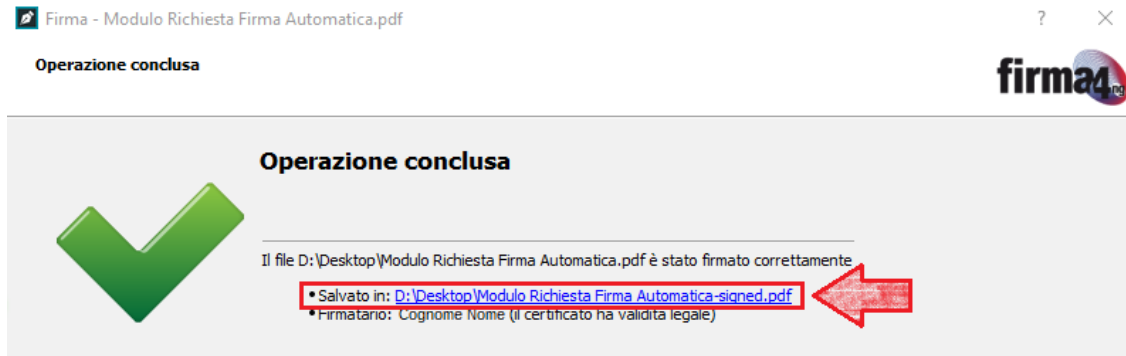 Firma - Modulo Richiesta Firma Automatica.pdf
? ×
Operazione conclusa
firma4ng
Operazione conclusa
Il file D:\Desktop\Modulo Richiesta Firma Automatica.pdf è stato firmato correttamente
•Salvato in: D:\Desktop\Modulo Richiesta Firma Automatica-signed.pdf
•Firmatario: Cognome Nome (il certificato ha validità legale)